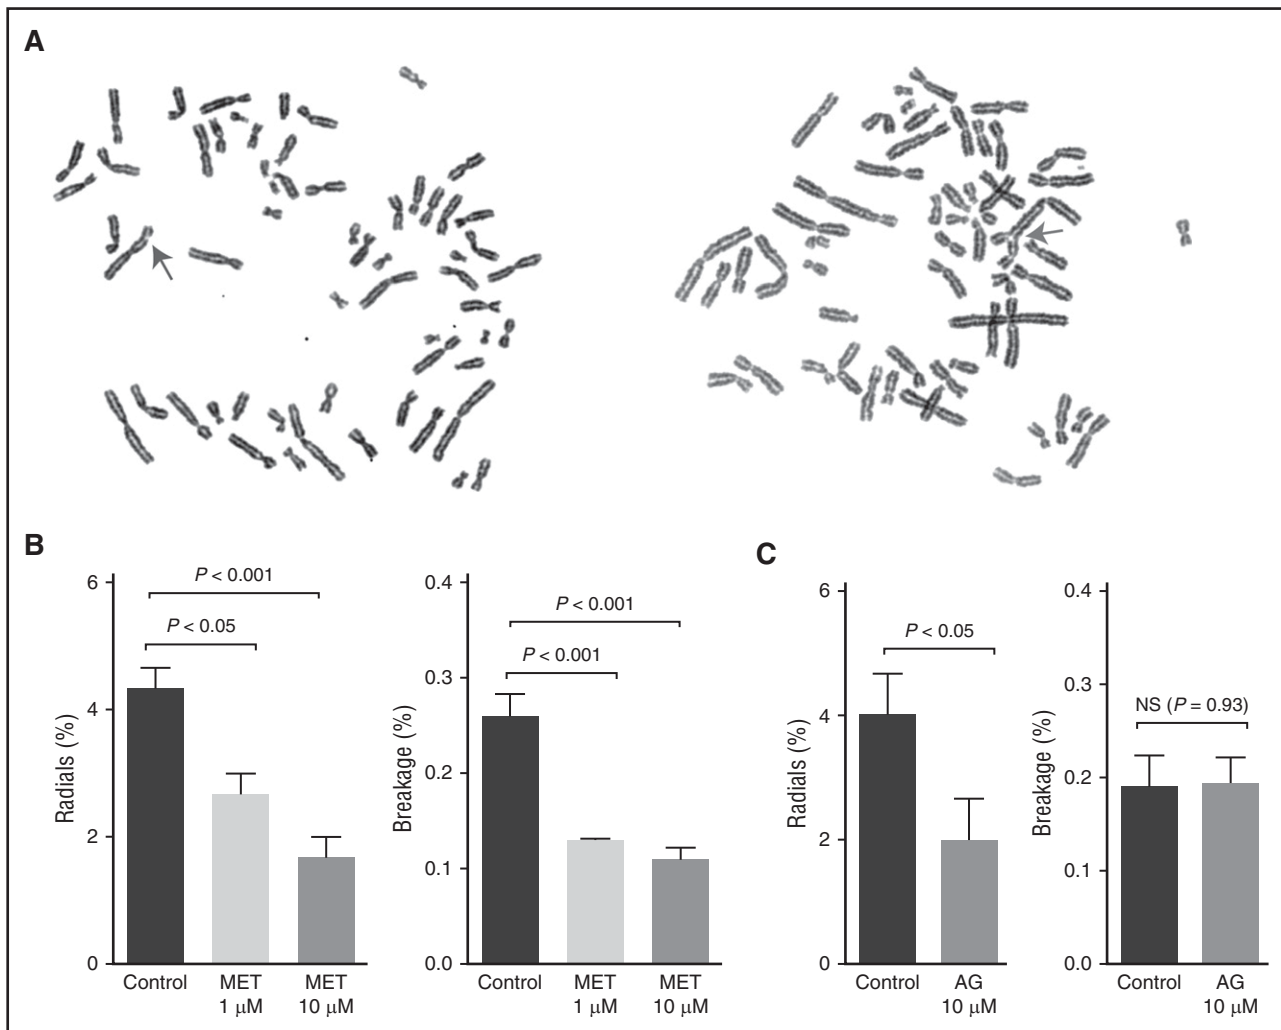 A
B
P < 0.001
P < 0.05
Radials (%)
6
4
2
0
Control
MET
1 μM
MET
10 μM
P < 0.001
P < 0.001
Breakage (%)
0.4
0.3
0.2
0.1
0.0
Control
MET
1 μM
MET
10 μM
C
P < 0.05
Radials (%)
6
4
2
0
Control
AG
10 μM
NS (P = 0.93)
Breakage (%)
0.4
0.3
0.2
0.1
0.0
Control
AG
10 μM